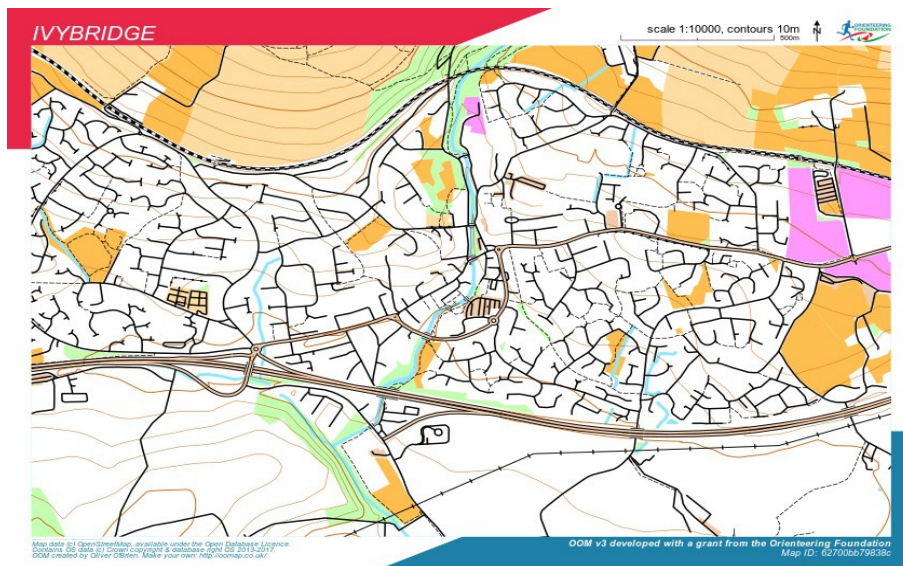 IVYBRIDGE
scale 1:10000, contours 10m
500m
N
ORIENTEERING
FOUNDATION
Map data (c) OpenStreetMap, available under the Open Database Licence.
Contains OS data (c) Crown copyright & database right OS 2013-2017.
OOM created by Oliver O'Brien. Make your own: http://oomap.co.uk/
OOM v3 developed with a grant from the Orienteering Foundation
Map ID: 62700bb79838c